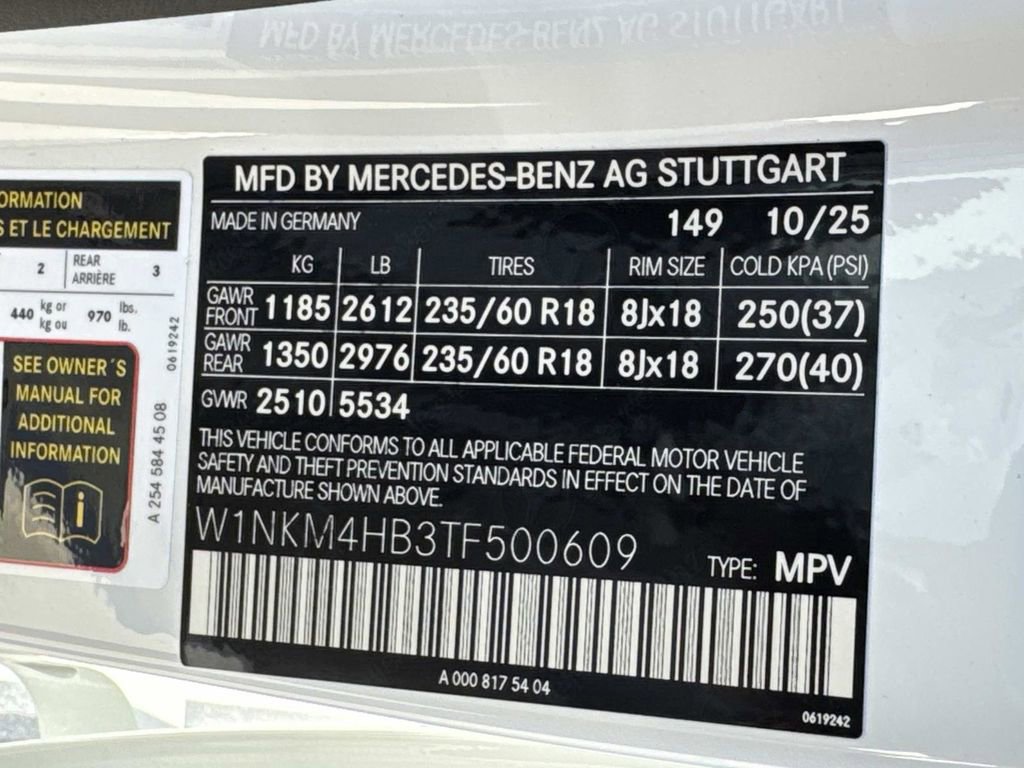 ORMATION
S ET LE CHARGEMENT
2 REAR ARRIÈRE 3
440 kg or kg ou 970 lbs. lb.
SEE OWNER´S
MANUAL FOR
ADDITIONAL
INFORMATION
i
0619242
A 254 584 45 08
MFD BY MERCEDES-BENZ AG STUTTGART
MADE IN GERMANY 149 10/25
KG LB TIRES RIM SIZE COLD KPA (PSI)
GAWR FRONT 1185 2612 235/60 R18 8Jx18 250(37)
GAWR REAR 1350 2976 235/60 R18 8Jx18 270(40)
GVWR 2510 5534
THIS VEHICLE CONFORMS TO ALL APPLICABLE FEDERAL MOTOR VEHICLE
SAFETY AND THEFT PREVENTION STANDARDS IN EFFECT ON THE DATE OF
MANUFACTURE SHOWN ABOVE.
W1NKM4HB3TF500609
TYPE: MPV
A 000 817 54 04
0619242